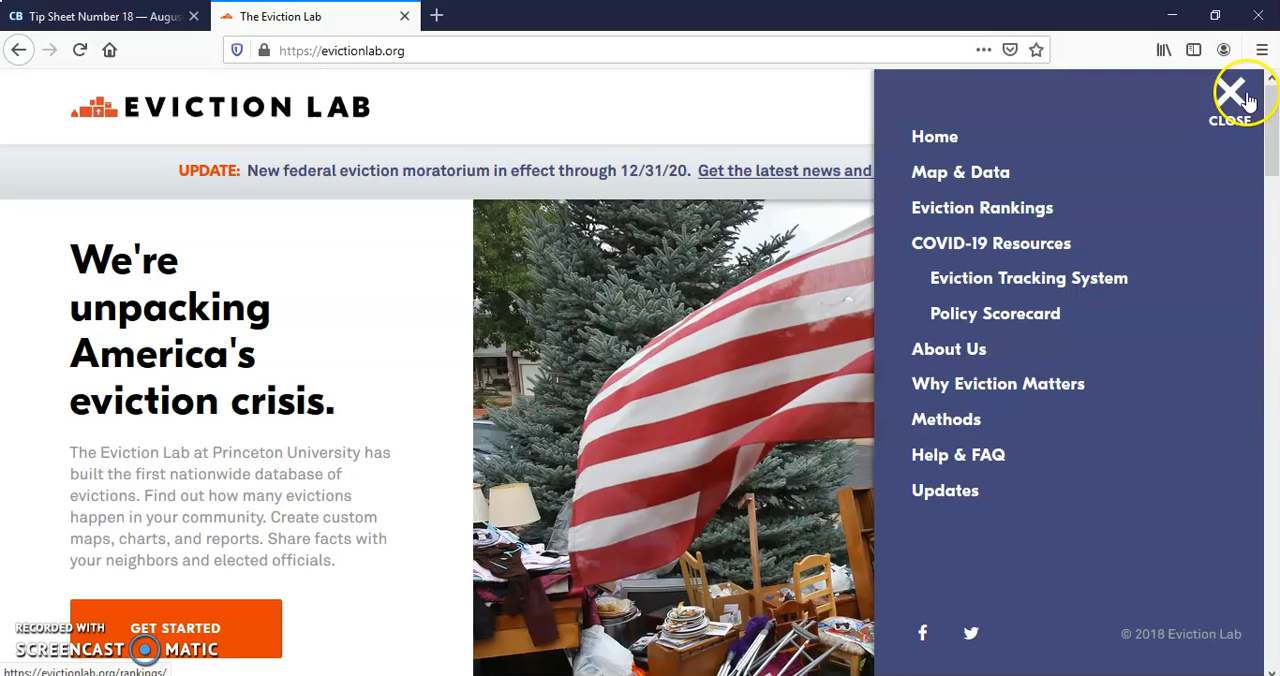 CB Tip Sheet Number 18 — Augus
The Eviction Lab
https://evictionlab.org
EVICTION LAB
CLOSE
UPDATE: New federal eviction moratorium in effect through 12/31/20. Get the latest news and
Home
Map & Data
Eviction Rankings
COVID-19 Resources
Eviction Tracking System
Policy Scorecard
About Us
Why Eviction Matters
Methods
Help & FAQ
Updates
© 2018 Eviction Lab
We're
unpacking
America's
eviction crisis.
The Eviction Lab at Princeton University has
built the first nationwide database of
evictions. Find out how many evictions
happen in your community. Create custom
maps, charts, and reports. Share facts with
your neighbors and elected officials.
GET STARTED
RECORDED WITH
SCREENCAST MATIC
https://evictionlab.org/rankings/